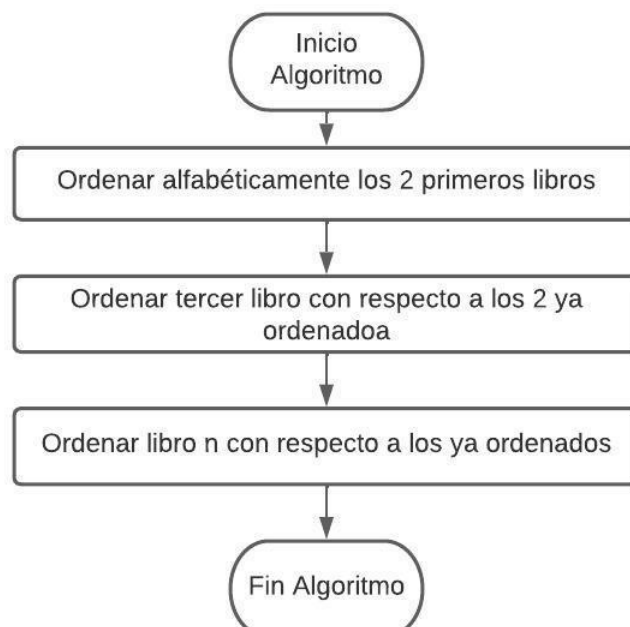 Inicio
Algoritmo
Ordenar alfabéticamente los 2 primeros libros
Ordenar tercer libro con respecto a los 2 ya
ordenadoa
Ordenar libro n con respecto a los ya ordenados
Fin Algoritmo